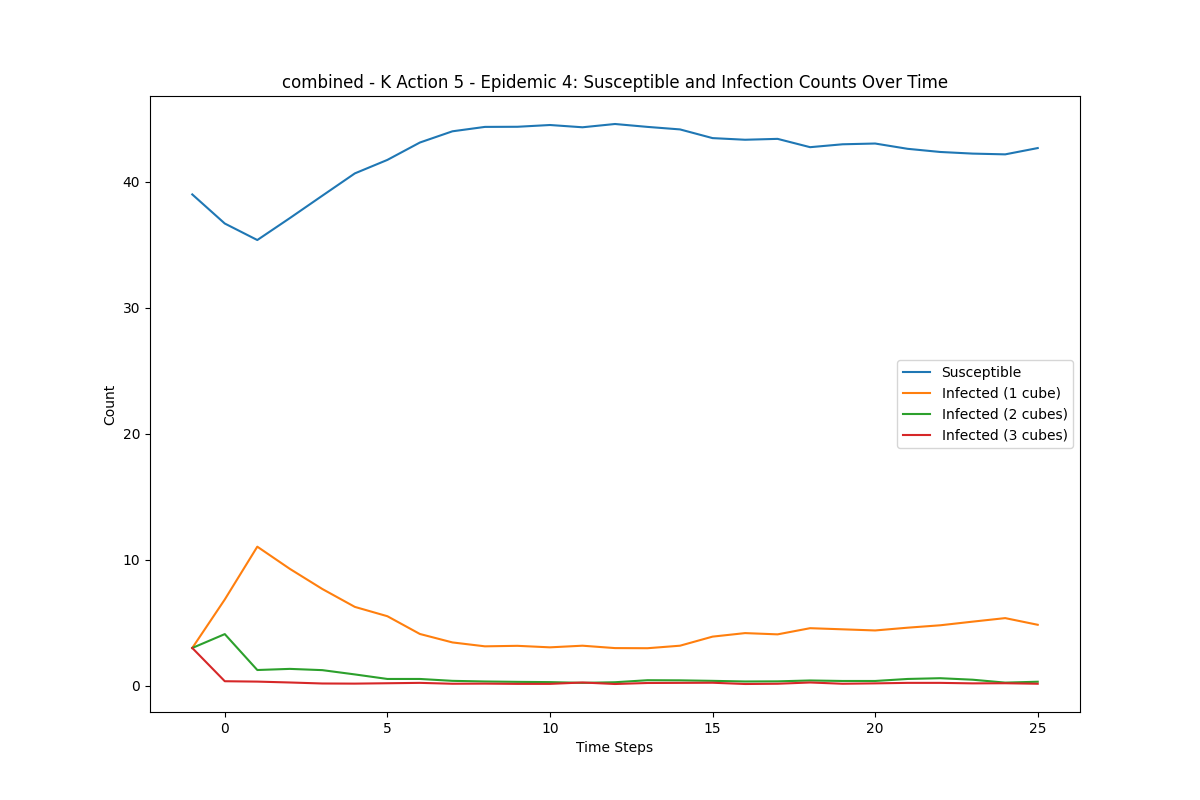 combined - K Action 5 - Epidemic 4: Susceptible and Infection Counts Over Time
Count
40
30
20
10
0
Susceptible
Infected (1 cube)
Infected (2 cubes)
Infected (3 cubes)
0 5 10 15 20 25
Time Steps